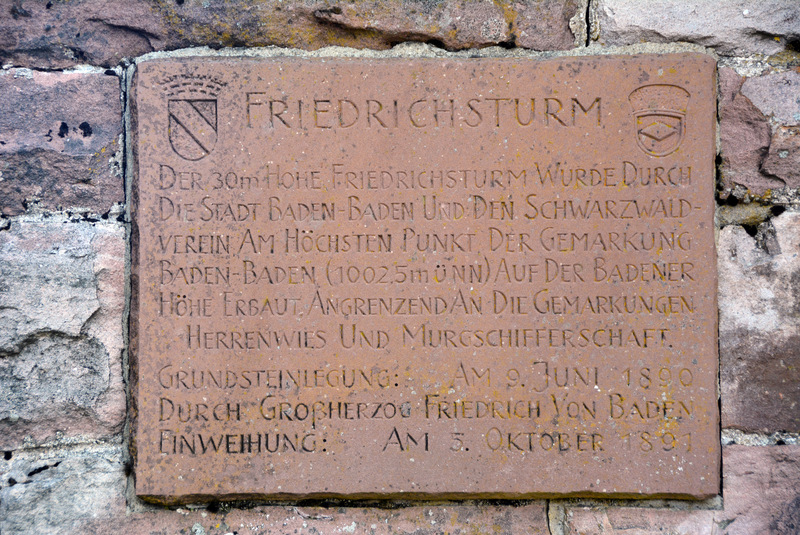 FRIEDRICHSTURM
DER 30m HOHE FRIEDRICHSTURM WURDE DURCH
DIE STADT BADEN-BADEN UND DEN SCHWARZWALD-
VEREIN AM HÖCHSTEN PUNKT DER GEMARKUNG
BADEN-BADEN (1002,5m ü NN) AUF DER BADENER
HÖHE ERBAUT, ANGRENZEND AN DIE GEMARKUNGEN
HERRENWIES UND MURGSCHIFFERSCHAFT.
GRUNDSTEINLEGUNG: AM 9. JUNI 1890
DURCH GROßHERZOG FRIEDRICH VON BADEN
EINWEIHUNG: AM 5. OKTOBER 1891